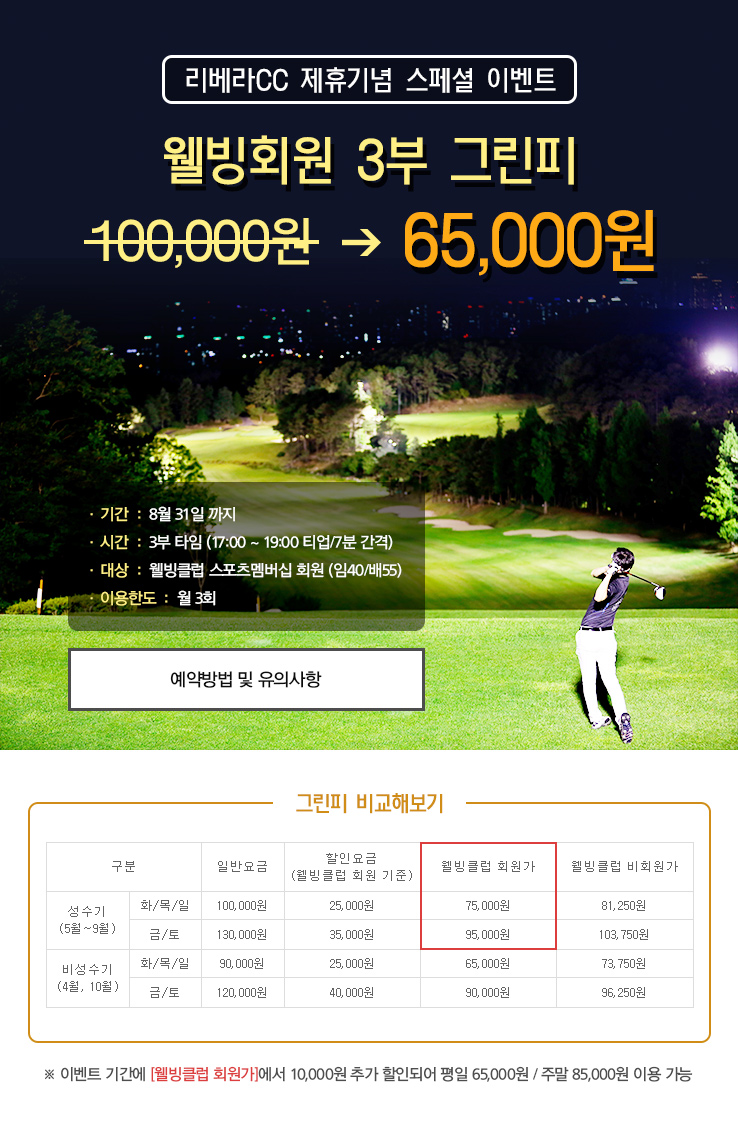 리베라CC 제휴기념 스페셜 이벤트
웰빙회원 3부 그린피
100,000원 → 65,000원
· 기간 : 8월 31일 까지
· 시간 : 3부 타임 (17:00 ~ 19:00 티업/7분 간격)
· 대상 : 웰빙클럽 스포츠멤버십 회원 (임40/배55)
· 이용한도 : 월 3회
예약방법 및 유의사항
그린피 비교해보기
구분 일반요금 할인요금 (웰빙클럽 회원 기준) 웰빙클럽 회원가 웰빙클럽 비회원가
성수기 (5월~9월) 화/목/일 100,000원 25,000원 75,000원 81,250원
금/토 130,000원 35,000원 95,000원 103,750원
비성수기 (4월, 10월) 화/목/일 90,000원 25,000원 65,000원 73,750원
금/토 120,000원 40,000원 90,000원 96,250원
※ 이벤트 기간에 [웰빙클럽 회원가]에서 10,000원 추가 할인되어 평일 65,000원 / 주말 85,000원 이용 가능